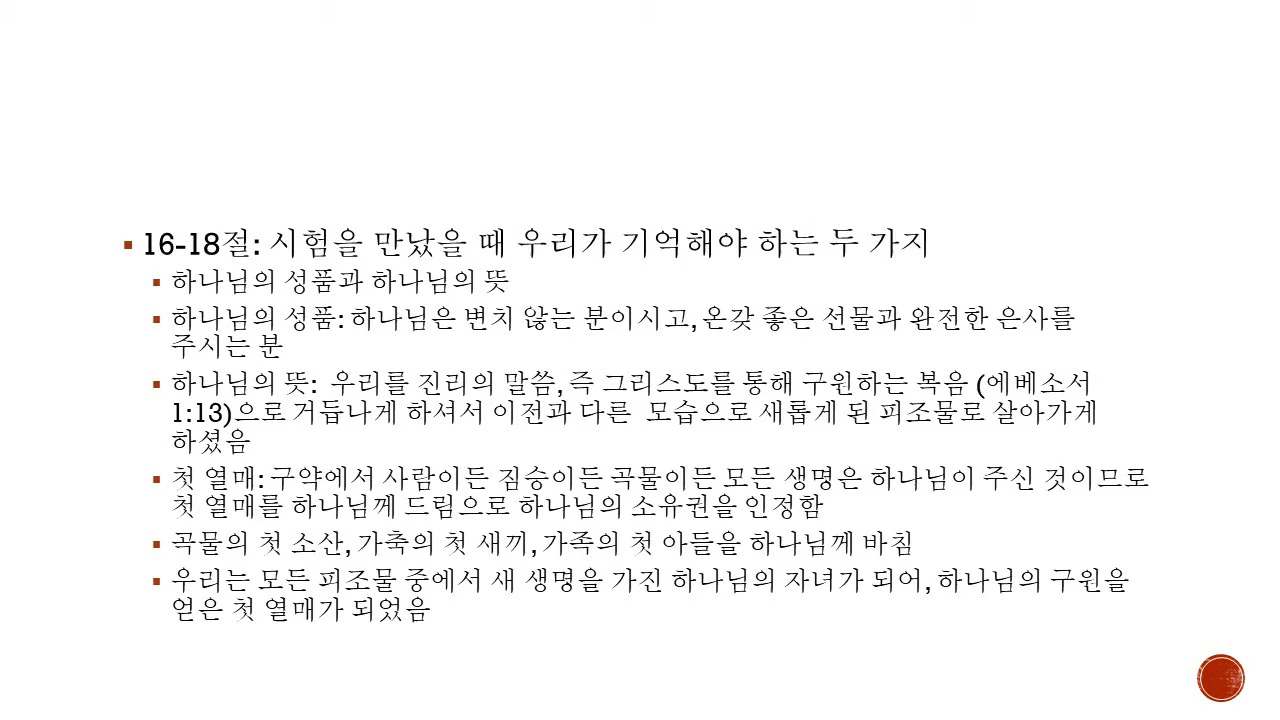 16-18절: 시험을 만났을 때 우리가 기억해야 하는 두 가지
하나님의 성품과 하나님의 뜻
하나님의 성품: 하나님은 변치 않는 분이시고, 온갖 좋은 선물과 완전한 은사를
주시는 분
하나님의 뜻: 우리를 진리의 말씀, 즉 그리스도를 통해 구원하는 복음 (에베소서
1:13)으로 거듭나게 하셔서 이전과 다른 모습으로 새롭게 된 피조물로 살아가게
하셨음
첫 열매: 구약에서 사람이든 짐승이든 곡물이든 모든 생명은 하나님이 주신 것이므로
첫 열매를 하나님께 드림으로 하나님의 소유권을 인정함
곡물의 첫 소산, 가축의 첫 새끼, 가족의 첫 아들을 하나님께 바침
우리는 모든 피조물 중에서 새 생명을 가진 하나님의 자녀가 되어, 하나님의 구원을
얻은 첫 열매가 되었음